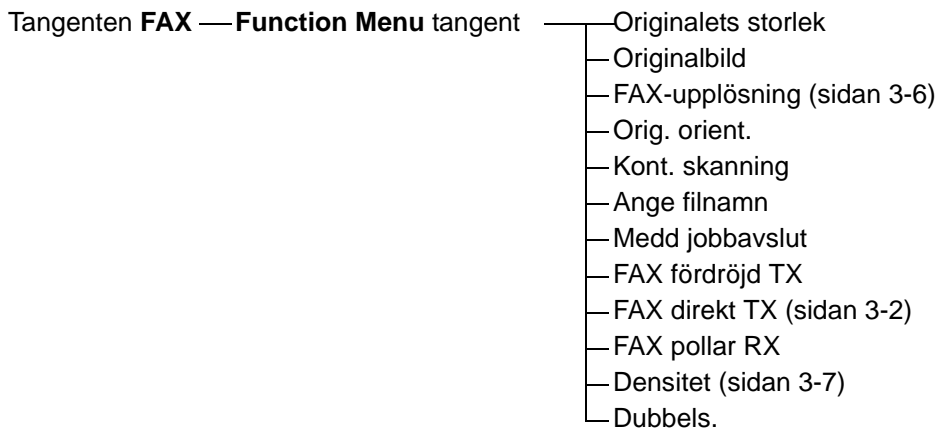 Tangenten FAX Function Menu tangent Originalets storlek
Originalbild
FAX-upplösning (sidan 3-6)
Orig. orient.
Kont. skanning
Ange filnamn
Medd jobbavslut
FAX fördröjd TX
FAX direkt TX (sidan 3-2)
FAX pollar RX
Densitet (sidan 3-7)
Dubbels.